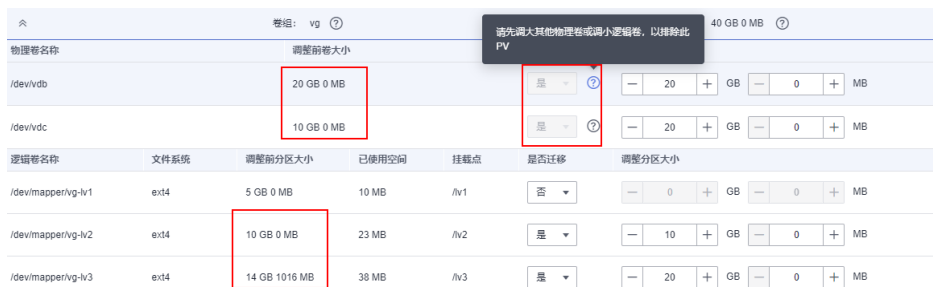 卷组： vg ? 40 GB 0 MB ?
请先调大其他物理卷或调小逻辑卷，以排除此
PV
物理卷名称 调整前卷大小
/dev/vdb 20 GB 0 MB 是 ? — 20 + GB — 0 + MB
/dev/vdc 10 GB 0 MB 是 ? — 20 + GB — 0 + MB
逻辑卷名称 文件系统 调整前分区大小 已使用空间 挂载点 是否迁移 调整分区大小
/dev/mapper/vg-lv1 ext4 5 GB 0 MB 10 MB /lv1 否 — 0 + GB — 0 + MB
/dev/mapper/vg-lv2 ext4 10 GB 0 MB 23 MB /lv2 是 — 10 + GB — 0 + MB
/dev/mapper/vg-lv3 ext4 14 GB 1016 MB 38 MB /lv3 是 — 20 + GB — 0 + MB